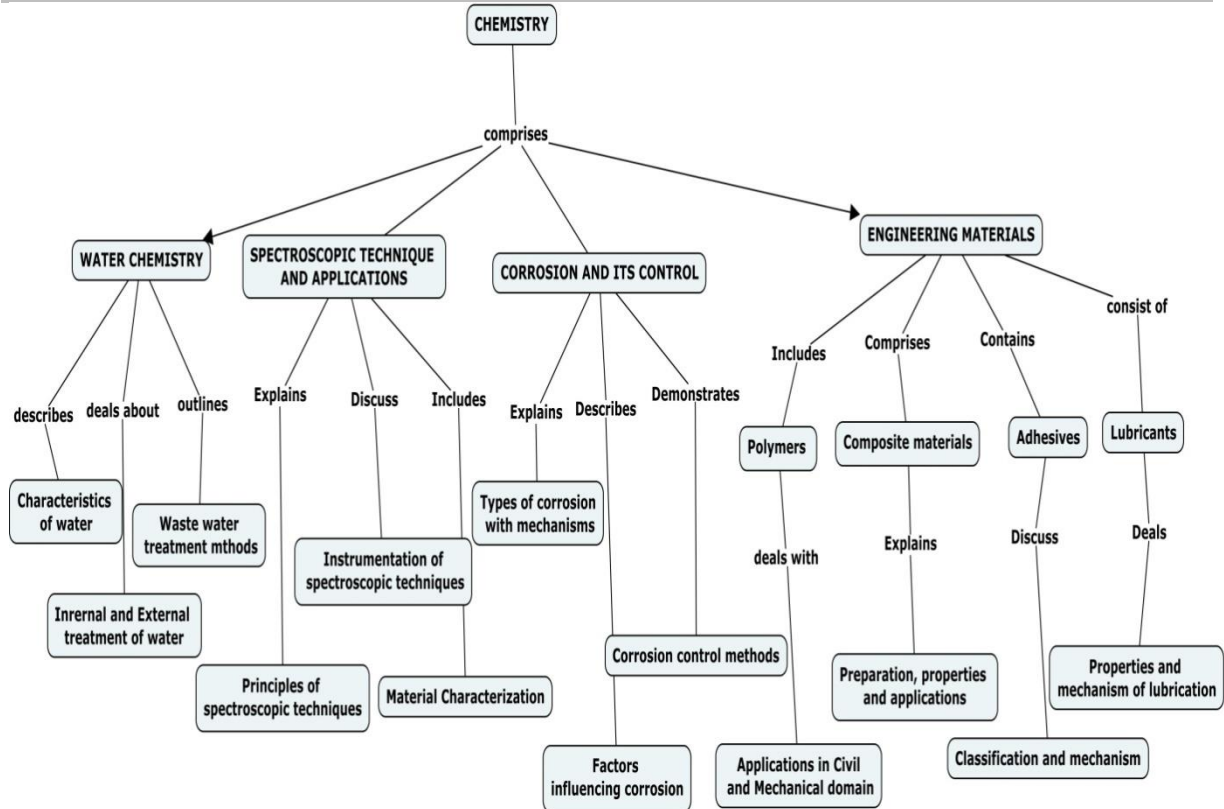 CHEMISTRY
comprises
WATER CHEMISTRY
SPECTROSCOPIC TECHNIQUE
AND APPLICATIONS
CORROSION AND ITS CONTROL
ENGINEERING MATERIALS
describes
deals about
outlines
Explains
Discuss
Includes
Explains
Describes
Demonstrates
Includes
Comprises
Contains
consist of
Characteristics
of water
Waste water
treatment mthods
Inrernal and External
treatment of water
Principles of
spectroscopic techniques
Instrumentation of
spectroscopic techniques
Material Characterization
Types of corrosion
with mechanisms
Factors
influencing corrosion
Corrosion control methods
Polymers
Composite materials
Adhesives
Lubricants
deals with
Explains
Discuss
Deals
Applications in Civil
and Mechanical domain
Preparation, properties
and applications
Classification and mechanism
Properties and
mechanism of lubrication